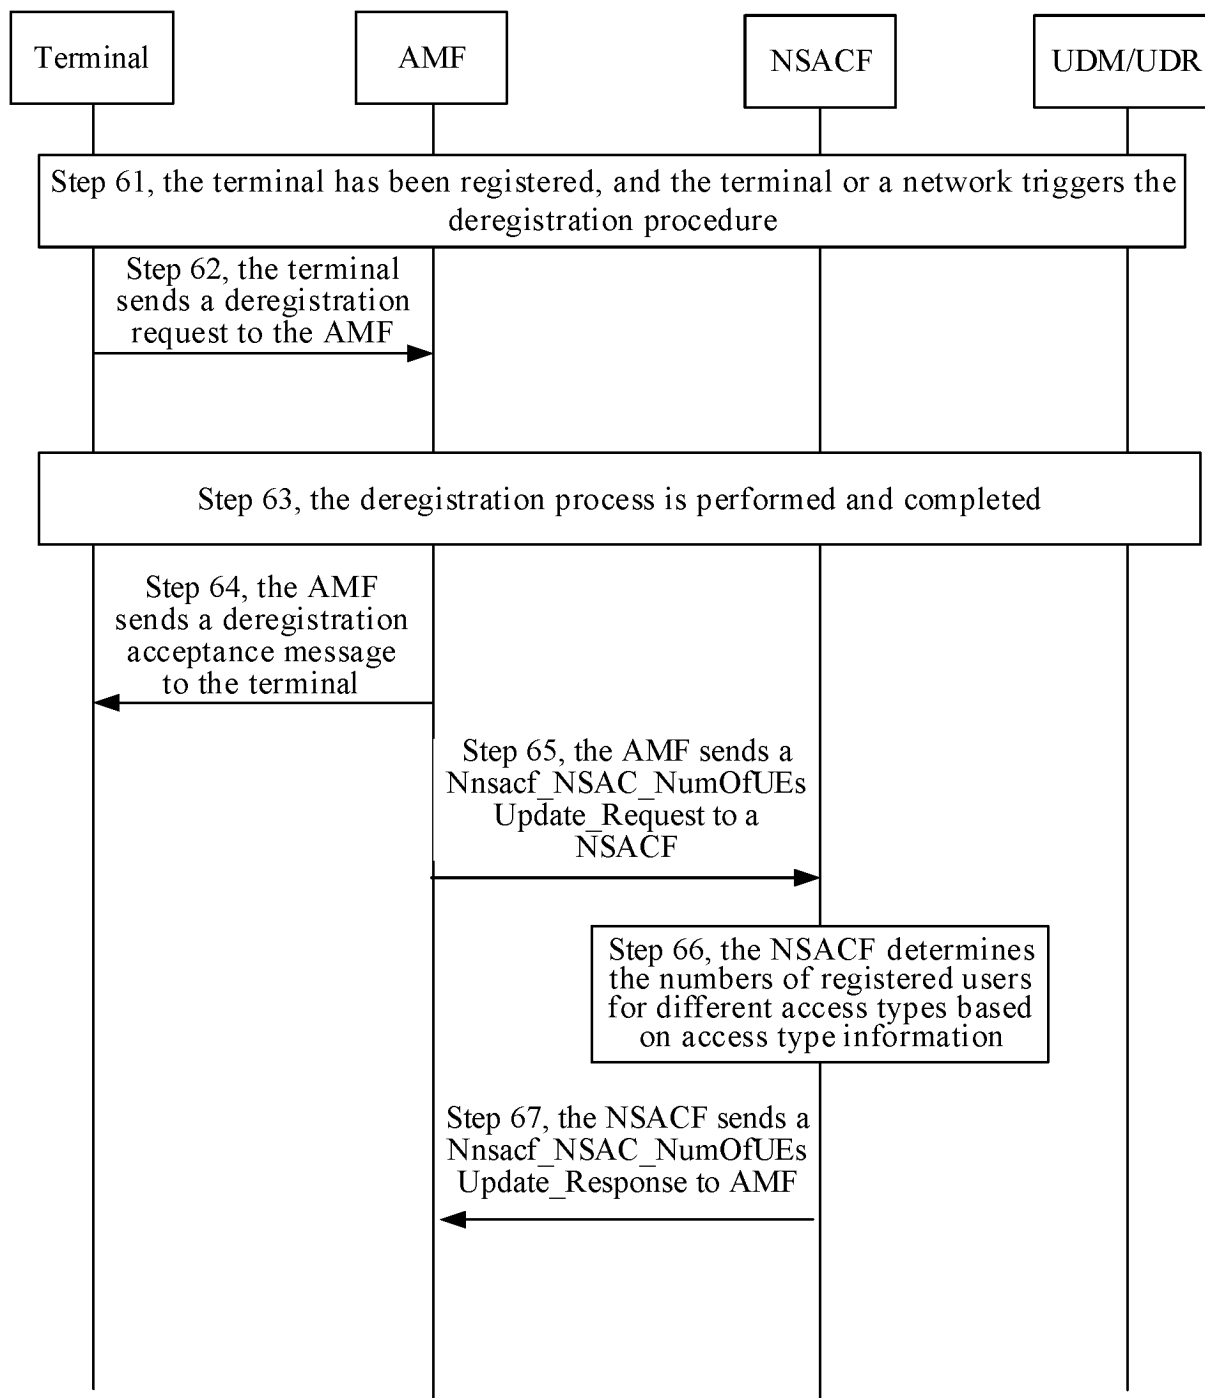 Terminal
AMF
NSACF
UDM/UDR
Step 61, the terminal has been registered, and the terminal or a network triggers the
deregistration procedure
Step 62, the terminal
sends a deregistration
request to the AMF
Step 63, the deregistration process is performed and completed
Step 64, the AMF
sends a deregistration
acceptance message
to the terminal
Step 65, the AMF sends a
Nnsacf_NSAC_NumOfUEs
Update_Request to a
NSACF
Step 66, the NSACF determines
the numbers of registered users
for different access types based
on access type information
Step 67, the NSACF sends a
Nnsacf_NSAC_NumOfUEs
Update_Response to AMF